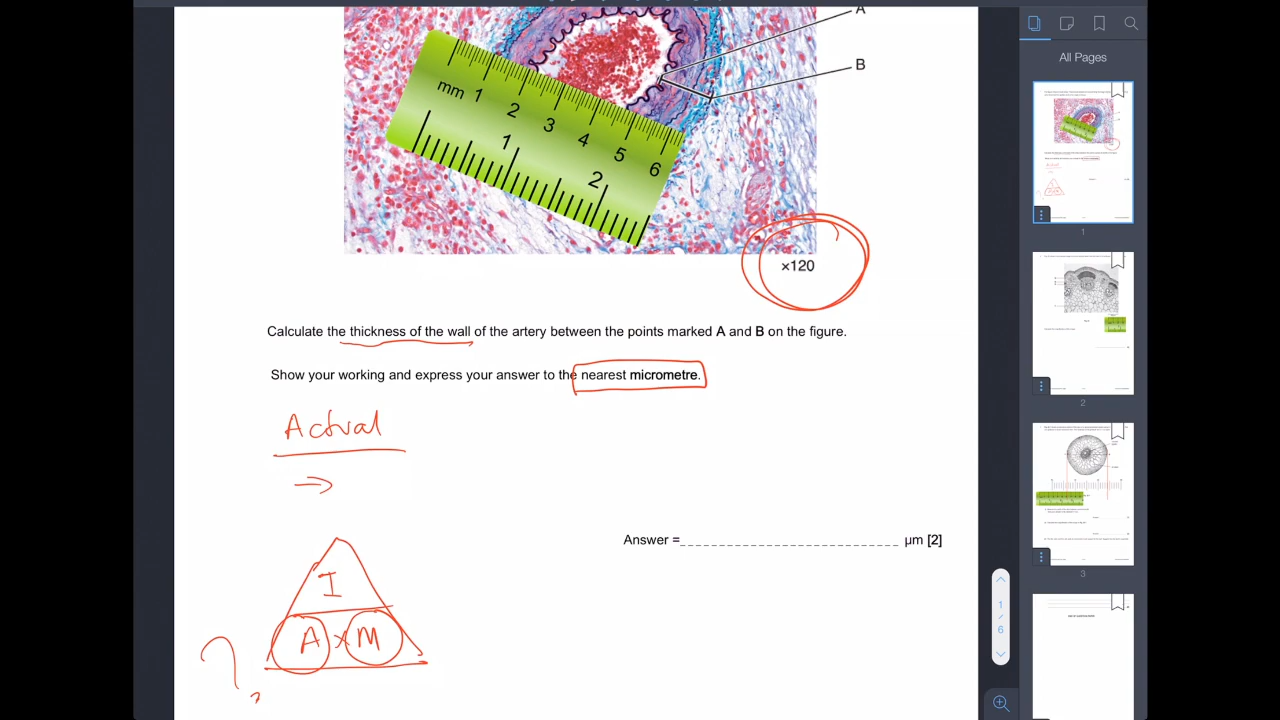 A
B
mm 1 2 3 4 5 6
1 2
×120
Calculate the thickness of the wall of the artery between the points marked A and B on the figure.
Show your working and express your answer to the nearest micrometre.
Actual
⇒
I
A × M
?
Answer = μm [2]
All Pages
1
2
3
1
/
6